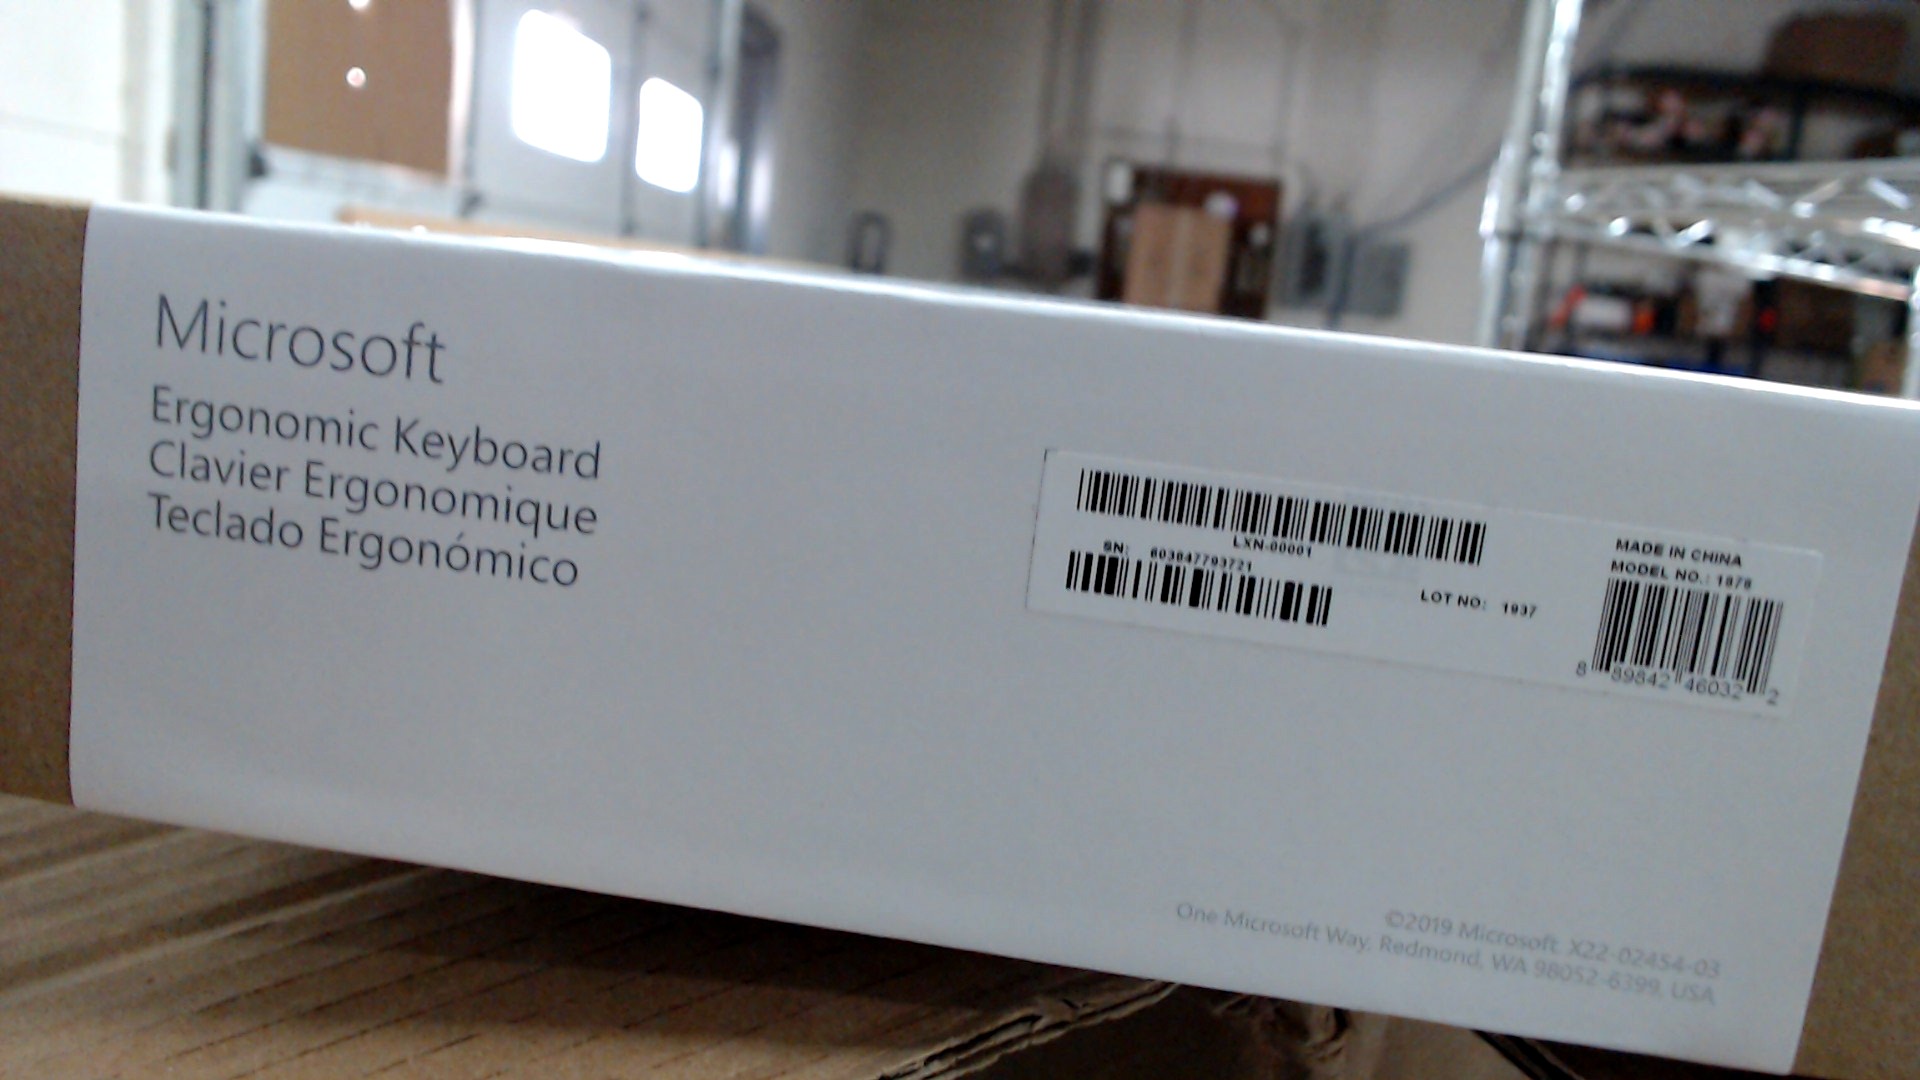 Microsoft
Ergonomic Keyboard
Clavier Ergonomique
Teclado Ergonómico
LXN-00001
SN: 603647793721
LOT NO: 1937
MADE IN CHINA
MODEL NO.: 1878
8 89842 46032 2
©2019 Microsoft. X22-02454-03
One Microsoft Way, Redmond, WA 98052-6399, USA